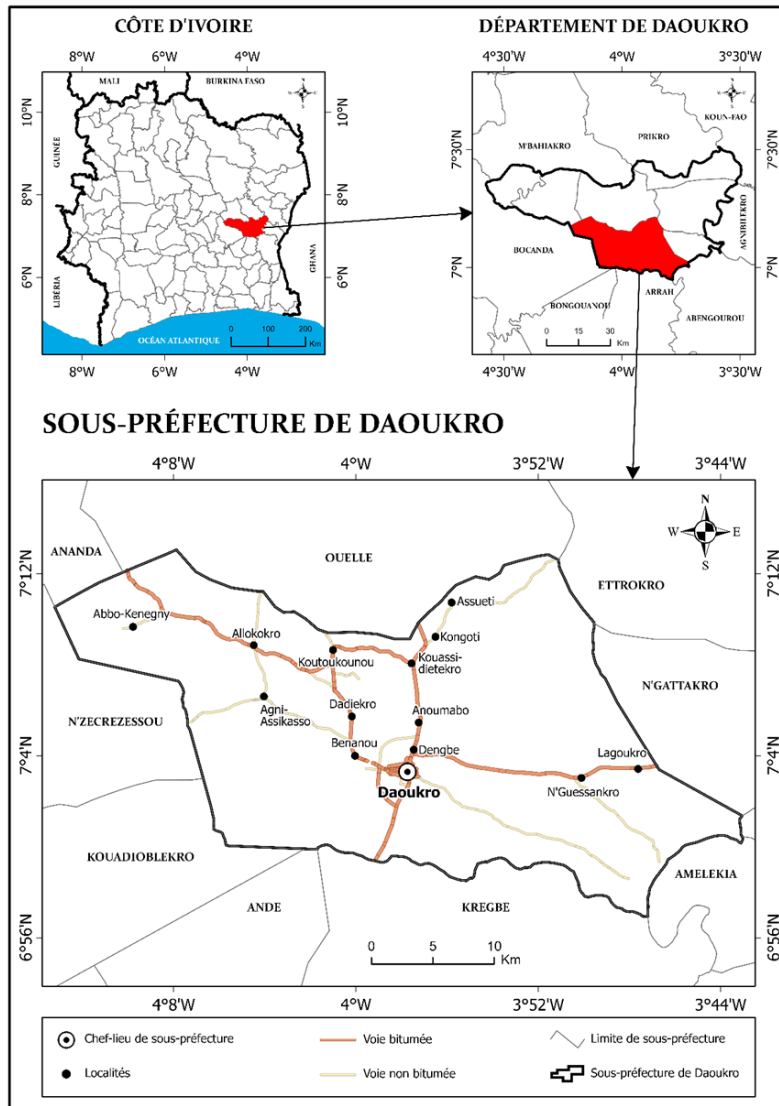 CÔTE D'IVOIRE
8°W 6°W 4°W
MALI BURKINA FASO
10°N 10°N
GUINÉE
8°N 8°N
6°N 6°N
LIBÉRIA
GHANA
OCÉAN ATLANTIQUE
0 100 200
Km
8°W 6°W 4°W
DÉPARTEMENT DE DAOUKRO
4°30'W 4°0'W 3°30'W
KOUN-FAO
PRIKRO
M'BAHIAKRO
7°30'N 7°30'N
AGNIBILEKRO
BOCANDA
7°N 7°N
ARRAH
BONGOUANOU
ABENGOUROU
0 15 30
Km
4°30'W 4°0'W 3°30'W
SOUS-PRÉFECTURE DE DAOUKRO
4°8'W 4°0'W 3°52'W 3°44'W
N
W E
S
ANANDA
OUELLE
7°12'N 7°12'N
ETTROKRO
Abbo-Kenegny
Assueti
Allokokro
Kongoti
Koutoukounou
Kouassi-
dietekro
N'GATTAKRO
Agni-
Assikasso
Dadiekro
Anoumabo
N'ZECREZESSOU
Benanou
Dengbe
Lagoukro
7°4'N 7°4'N
N'Guessankro
Daoukro
KOUADIOBLEKRO
AMELEKIA
ANDE
KREGBE
6°56'N 6°56'N
0 5 10
Km
4°8'W 4°0'W 3°52'W 3°44'W
Chef-lieu de sous-préfecture
Voie bitumée
Limite de sous-préfecture
Localités
Voie non bitumée
Sous-préfecture de Daoukro